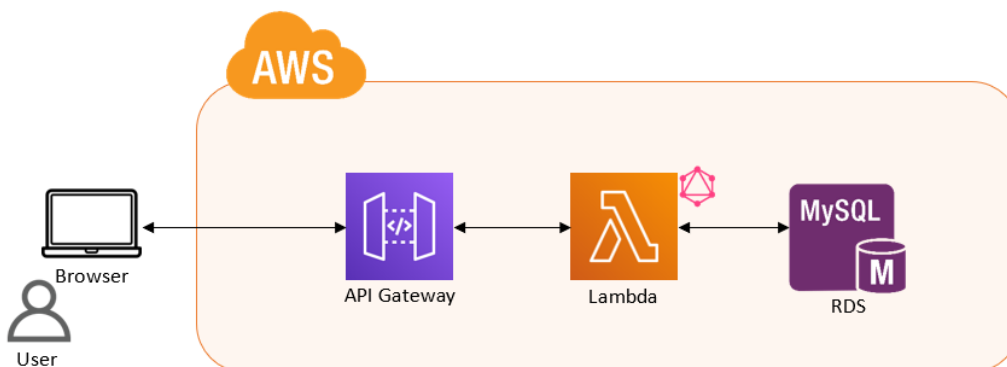 AWS
</>
MySQL
M
Browser
API Gateway
Lambda
RDS
User